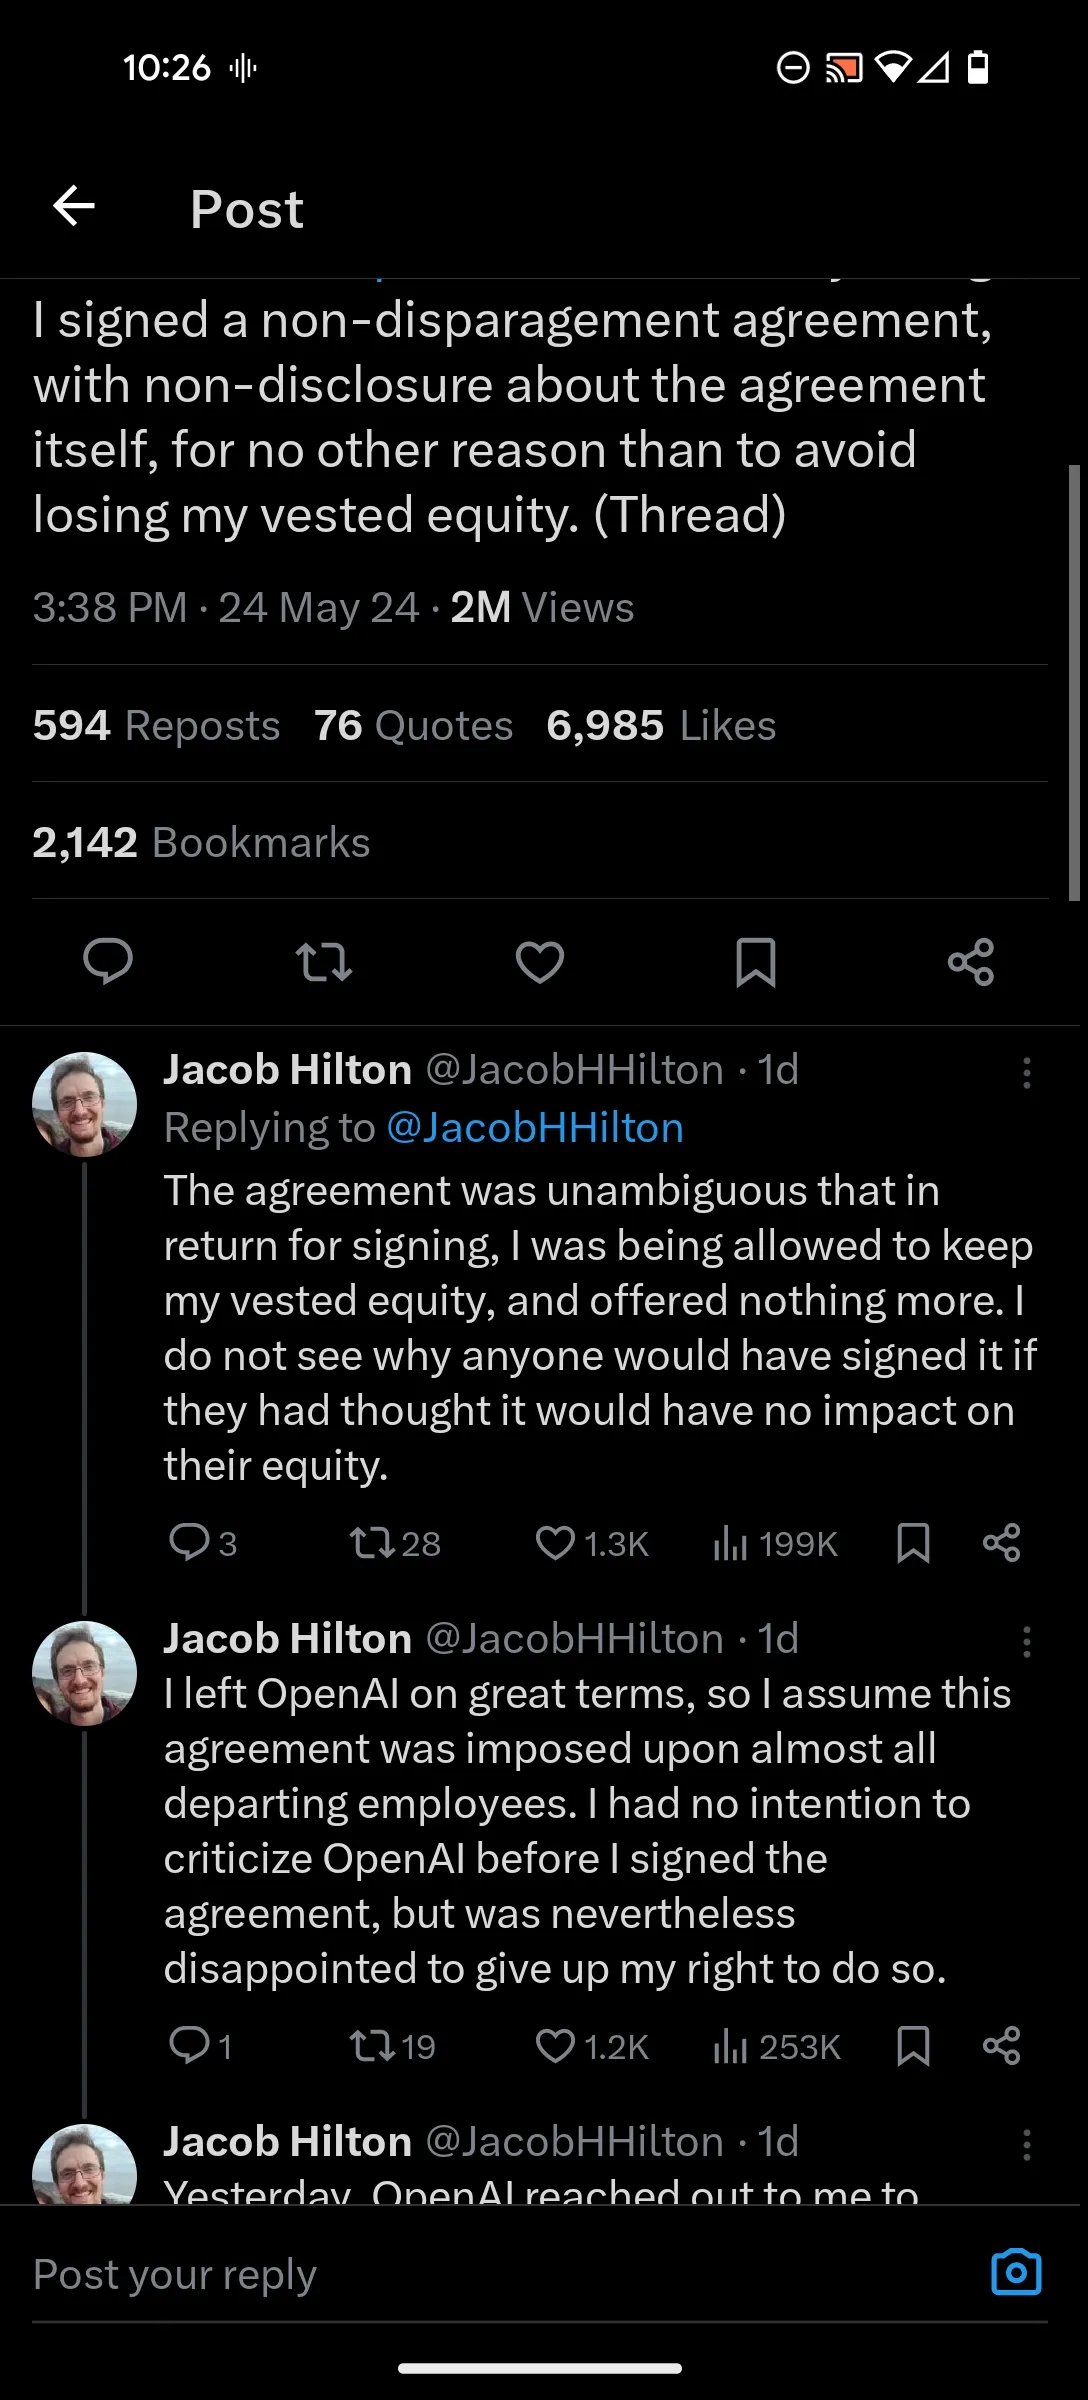 10:26
Post
I signed a non-disparagement agreement,
with non-disclosure about the agreement
itself, for no other reason than to avoid
losing my vested equity. (Thread)
3:38 PM · 24 May 24 · 2M Views
594 Reposts 76 Quotes 6,985 Likes
2,142 Bookmarks
Jacob Hilton @JacobHHilton · 1d
Replying to @JacobHHilton
The agreement was unambiguous that in
return for signing, I was being allowed to keep
my vested equity, and offered nothing more. I
do not see why anyone would have signed it if
they had thought it would have no impact on
their equity.
3 28 1.3K 199K
Jacob Hilton @JacobHHilton · 1d
I left OpenAI on great terms, so I assume this
agreement was imposed upon almost all
departing employees. I had no intention to
criticize OpenAI before I signed the
agreement, but was nevertheless
disappointed to give up my right to do so.
1 19 1.2K 253K
Jacob Hilton @JacobHHilton · 1d
Yesterday, OpenAI reached out to me to
Post your reply